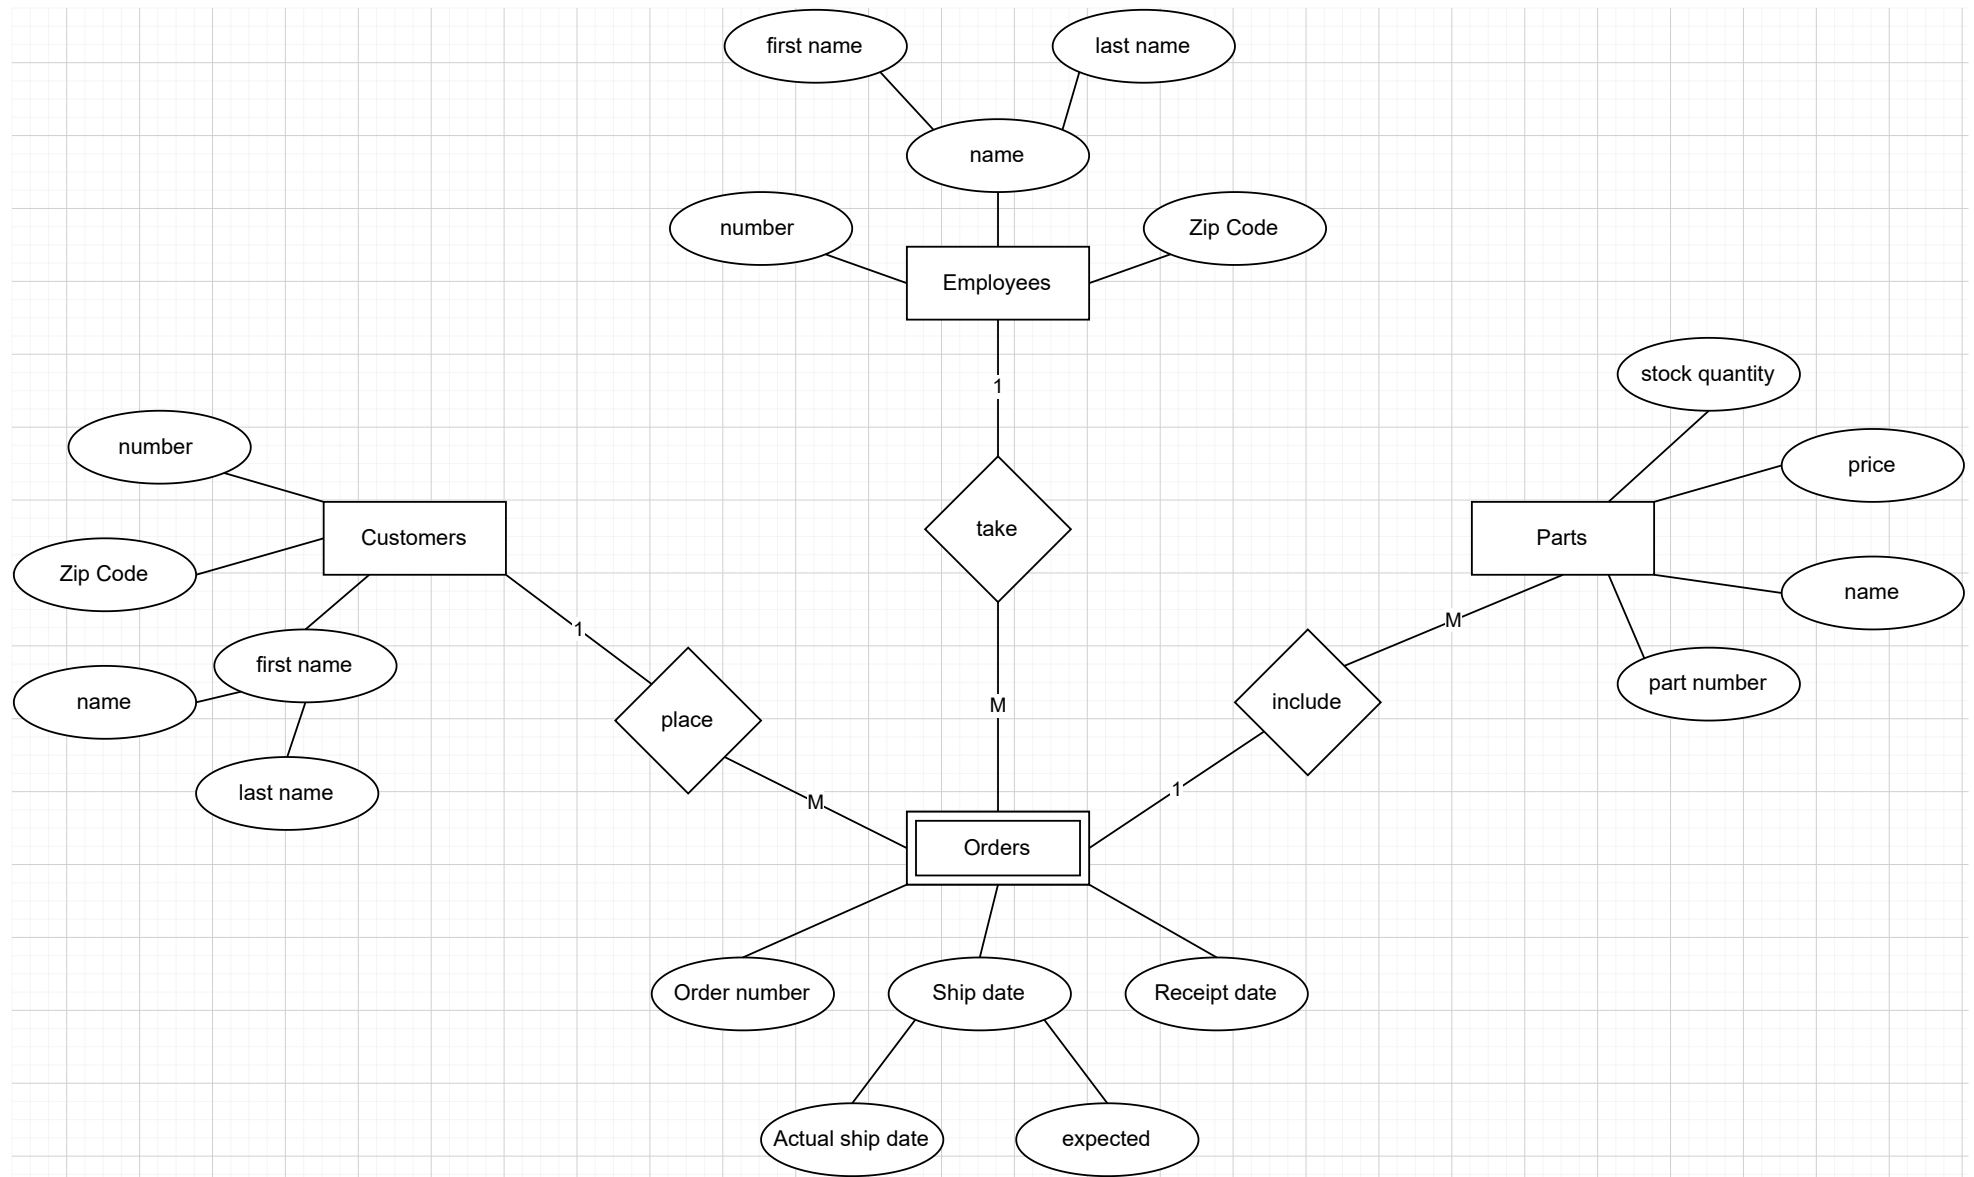 first name
last name
name
number
Zip Code
Employees
1
stock quantity
number
price
take
Customers
Parts
Zip Code
name
M
1
first name
part number
name
include
M
place
1
last name
M
Orders
Order number
Ship date
Receipt date
Actual ship date
expected